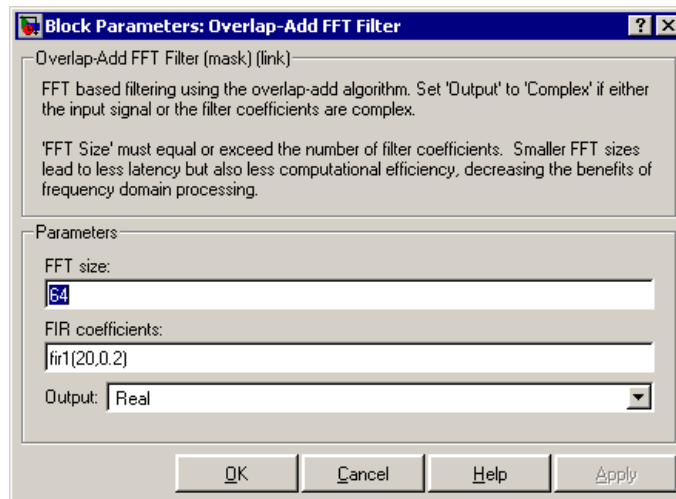 Block Parameters: Overlap-Add FFT Filter
Overlap-Add FFT Filter (mask) (link)
FFT based filtering using the overlap-add algorithm. Set 'Output' to 'Complex' if either
the input signal or the filter coefficients are complex.
'FFT Size' must equal or exceed the number of filter coefficients. Smaller FFT sizes
lead to less latency but also less computational efficiency, decreasing the benefits of
frequency domain processing.
Parameters
FFT size:
64
FIR coefficients:
fir1(20,0.2)
Output: Real
OK Cancel Help Apply